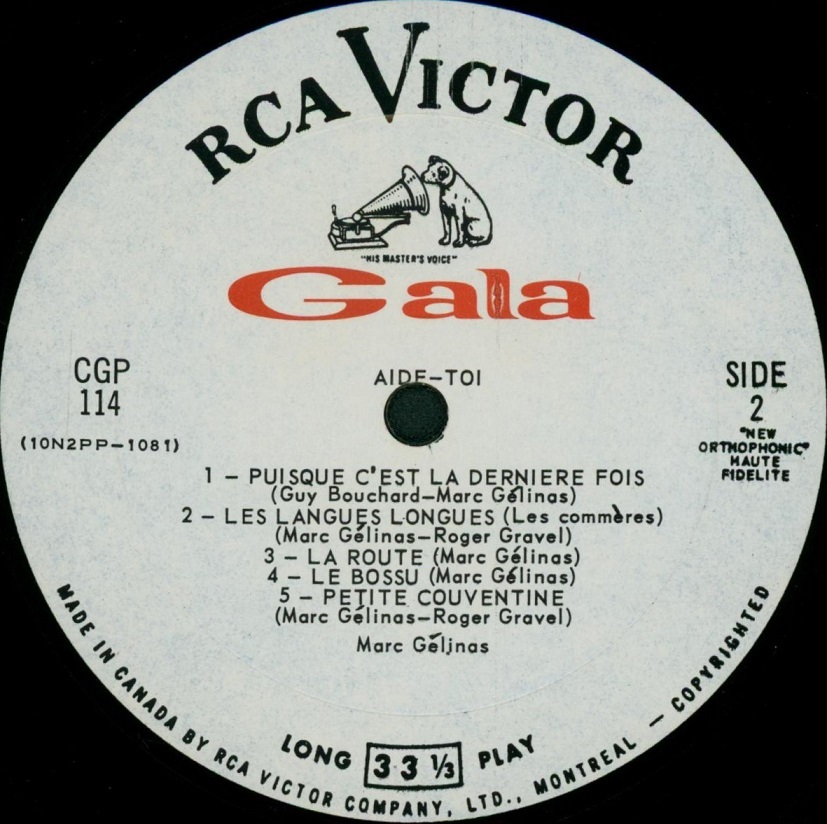 RCA VICTOR
"HIS MASTER'S VOICE"
Gala
CGP
114
(10N2PP-1081)
AIDE-TOI
SIDE
2
"NEW
ORTHOPHONIC"
HAUTE
FIDELITE
1 - PUISQUE C'EST LA DERNIERE FOIS
(Guy Bouchard-Marc Gélinas)
2 - LES LANGUES LONGUES (Les commères)
(Marc Gélinas-Roger Gravel)
3 - LA ROUTE (Marc Gélinas)
4 - LE BOSSU (Marc Gélinas)
5 - PETITE COUVENTINE
(Marc Gélinas-Roger Gravel)
Marc Gélinas
LONG 33 ⅓ PLAY
MADE IN CANADA BY RCA VICTOR COMPANY, LTD., MONTREAL - COPYRIGHTED